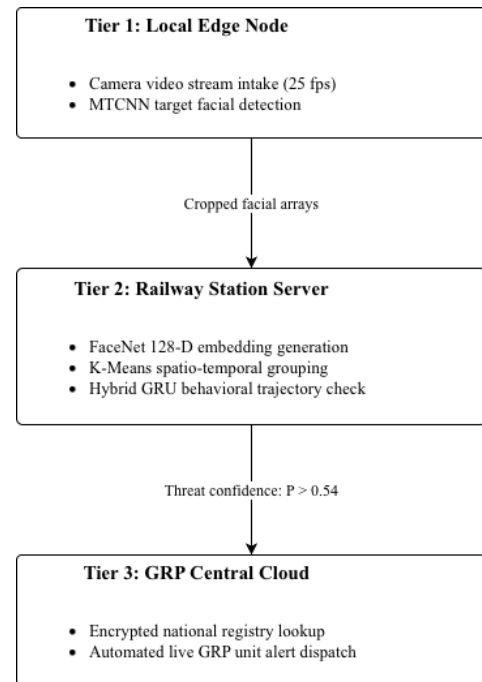 Tier 1: Local Edge Node
• Camera video stream intake (25 fps)
• MTCNN target facial detection
Cropped facial arrays
Tier 2: Railway Station Server
• FaceNet 128-D embedding generation
• K-Means spatio-temporal grouping
• Hybrid GRU behavioral trajectory check
Threat confidence: P > 0.54
Tier 3: GRP Central Cloud
• Encrypted national registry lookup
• Automated live GRP unit alert dispatch